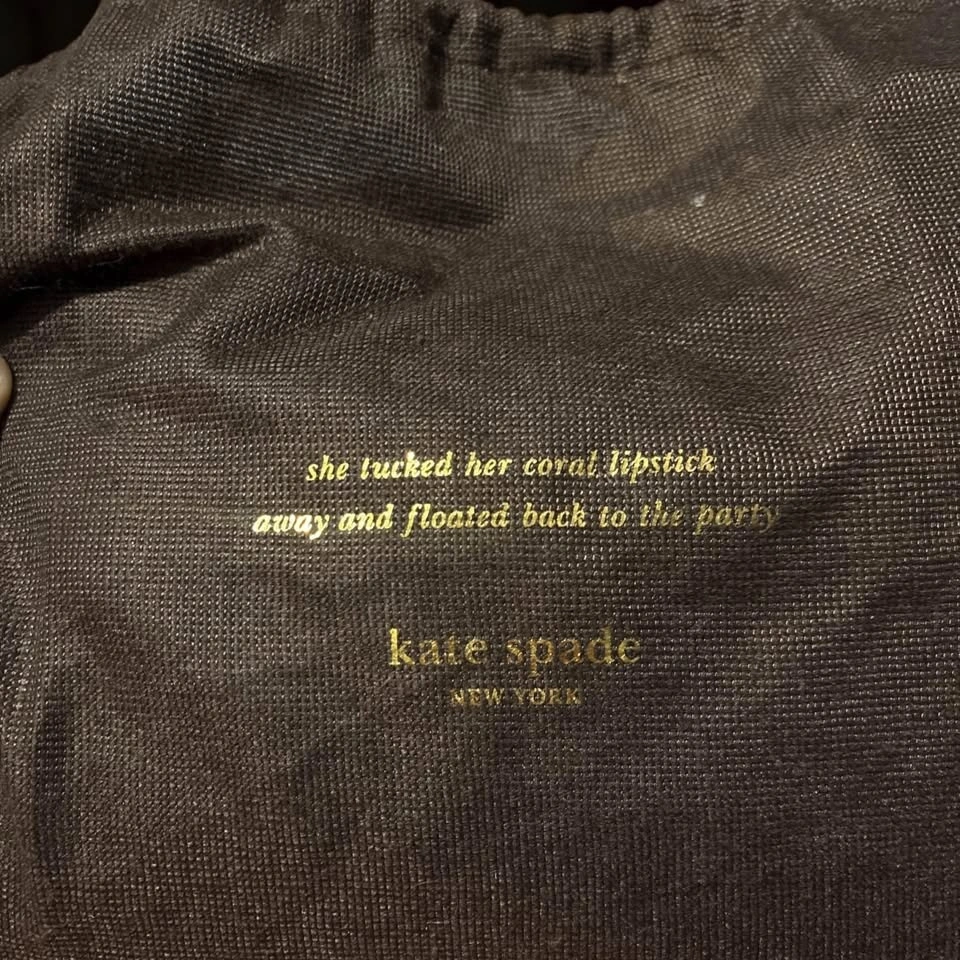 she tucked her coral lipstick
away and floated back to the party
kate spade
NEW YORK